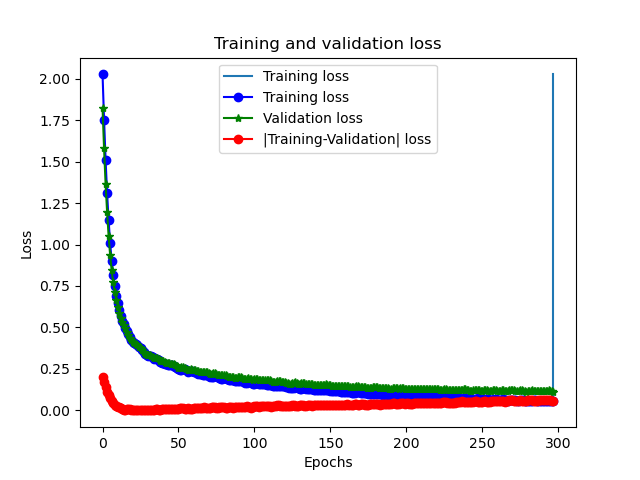 Training and validation loss
Training loss
Training loss
Validation loss
|Training-Validation| loss
2.00
1.75
1.50
1.25
1.00
0.75
0.50
0.25
0.00
Loss
0 50 100 150 200 250 300
Epochs